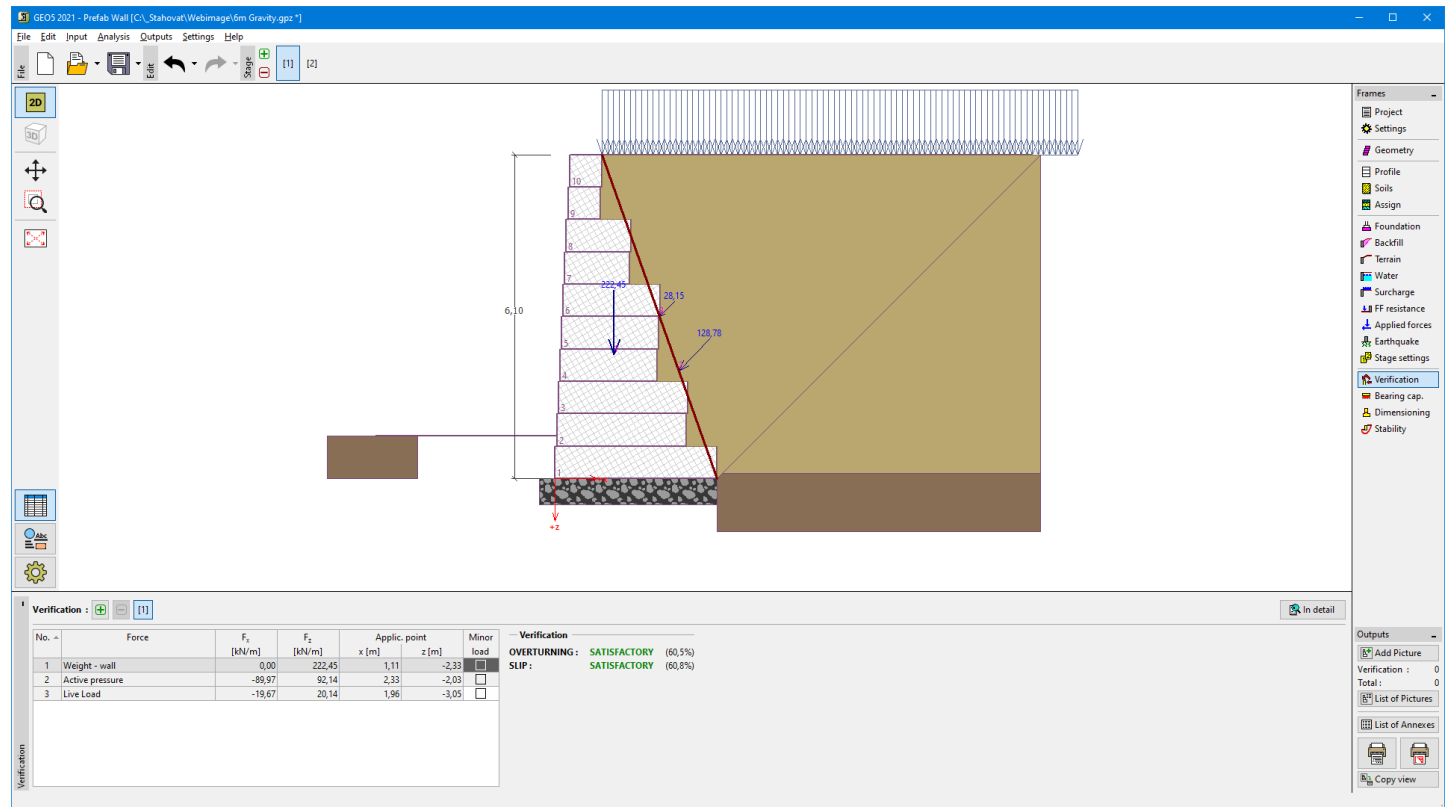 GEO5 2021 - Prefab Wall [C:\_Stahovat\Webimage\6m Gravity.gpz *]
File Edit Input Analysis Outputs Settings Help
File
Edit
Stage
[1] [2]
2D
3D
10
9
8
7
6
5
4
3
2
1
222,45
28,15
128,78
6,10
+x
+z
Abc
Frames
Project
Settings
Geometry
Profile
Soils
Assign
Foundation
Backfill
Terrain
Water
Surcharge
FF resistance
Applied forces
Earthquake
Stage settings
Verification
Bearing cap.
Dimensioning
Stability
Verification
Verification : [1]
In detail
No. Force Fx Fz Applic. point Minor
[kN/m] [kN/m] x [m] z [m] load
1 Weight - wall 0,00 222,45 1,11 -2,33
2 Active pressure -89,97 92,14 2,33 -2,03
3 Live Load -19,67 20,14 1,96 -3,05
Verification
OVERTURNING : SATISFACTORY (60,5%)
SLIP : SATISFACTORY (60,8%)
Outputs
Add Picture
Verification : 0
Total : 0
List of Pictures
List of Annexes
Copy view